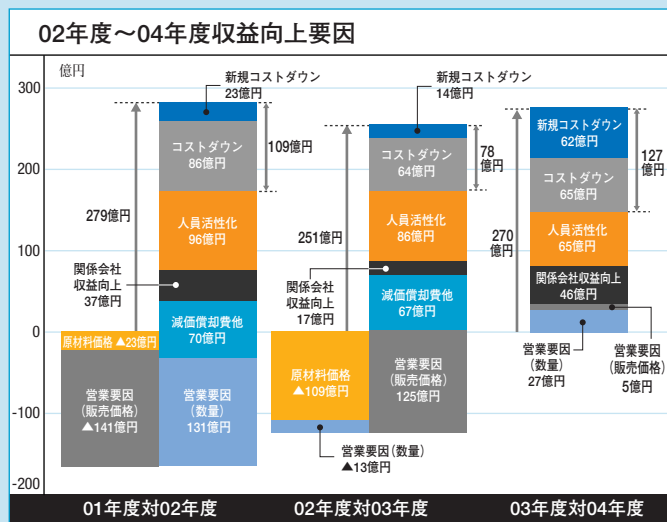 02年度～04年度収益向上要因
億円
300
200
100
0
-100
-200
新規コストダウン
23億円
コストダウン
86億円
109億円
279億円
人員活性化
96億円
関係会社
収益向上
37億円
減価償却費他
70億円
原材料価格 ▲23億円
営業要因
(販売価格)
▲141億円
営業要因
(数量)
131億円
01年度対02年度
新規コストダウン
14億円
コストダウン
64億円
78
億円
251億円
人員活性化
86億円
関係会社
収益向上
17億円
減価償却費他
67億円
原材料価格
▲109億円
営業要因
(販売価格)
125億円
営業要因(数量)
▲13億円
02年度対03年度
新規コストダウン
62億円
コストダウン
65億円
127
億円
270
億円
人員活性化
65億円
関係会社収益向上
46億円
営業要因
(数量)
27億円
営業要因
(販売価格)
5億円
03年度対04年度